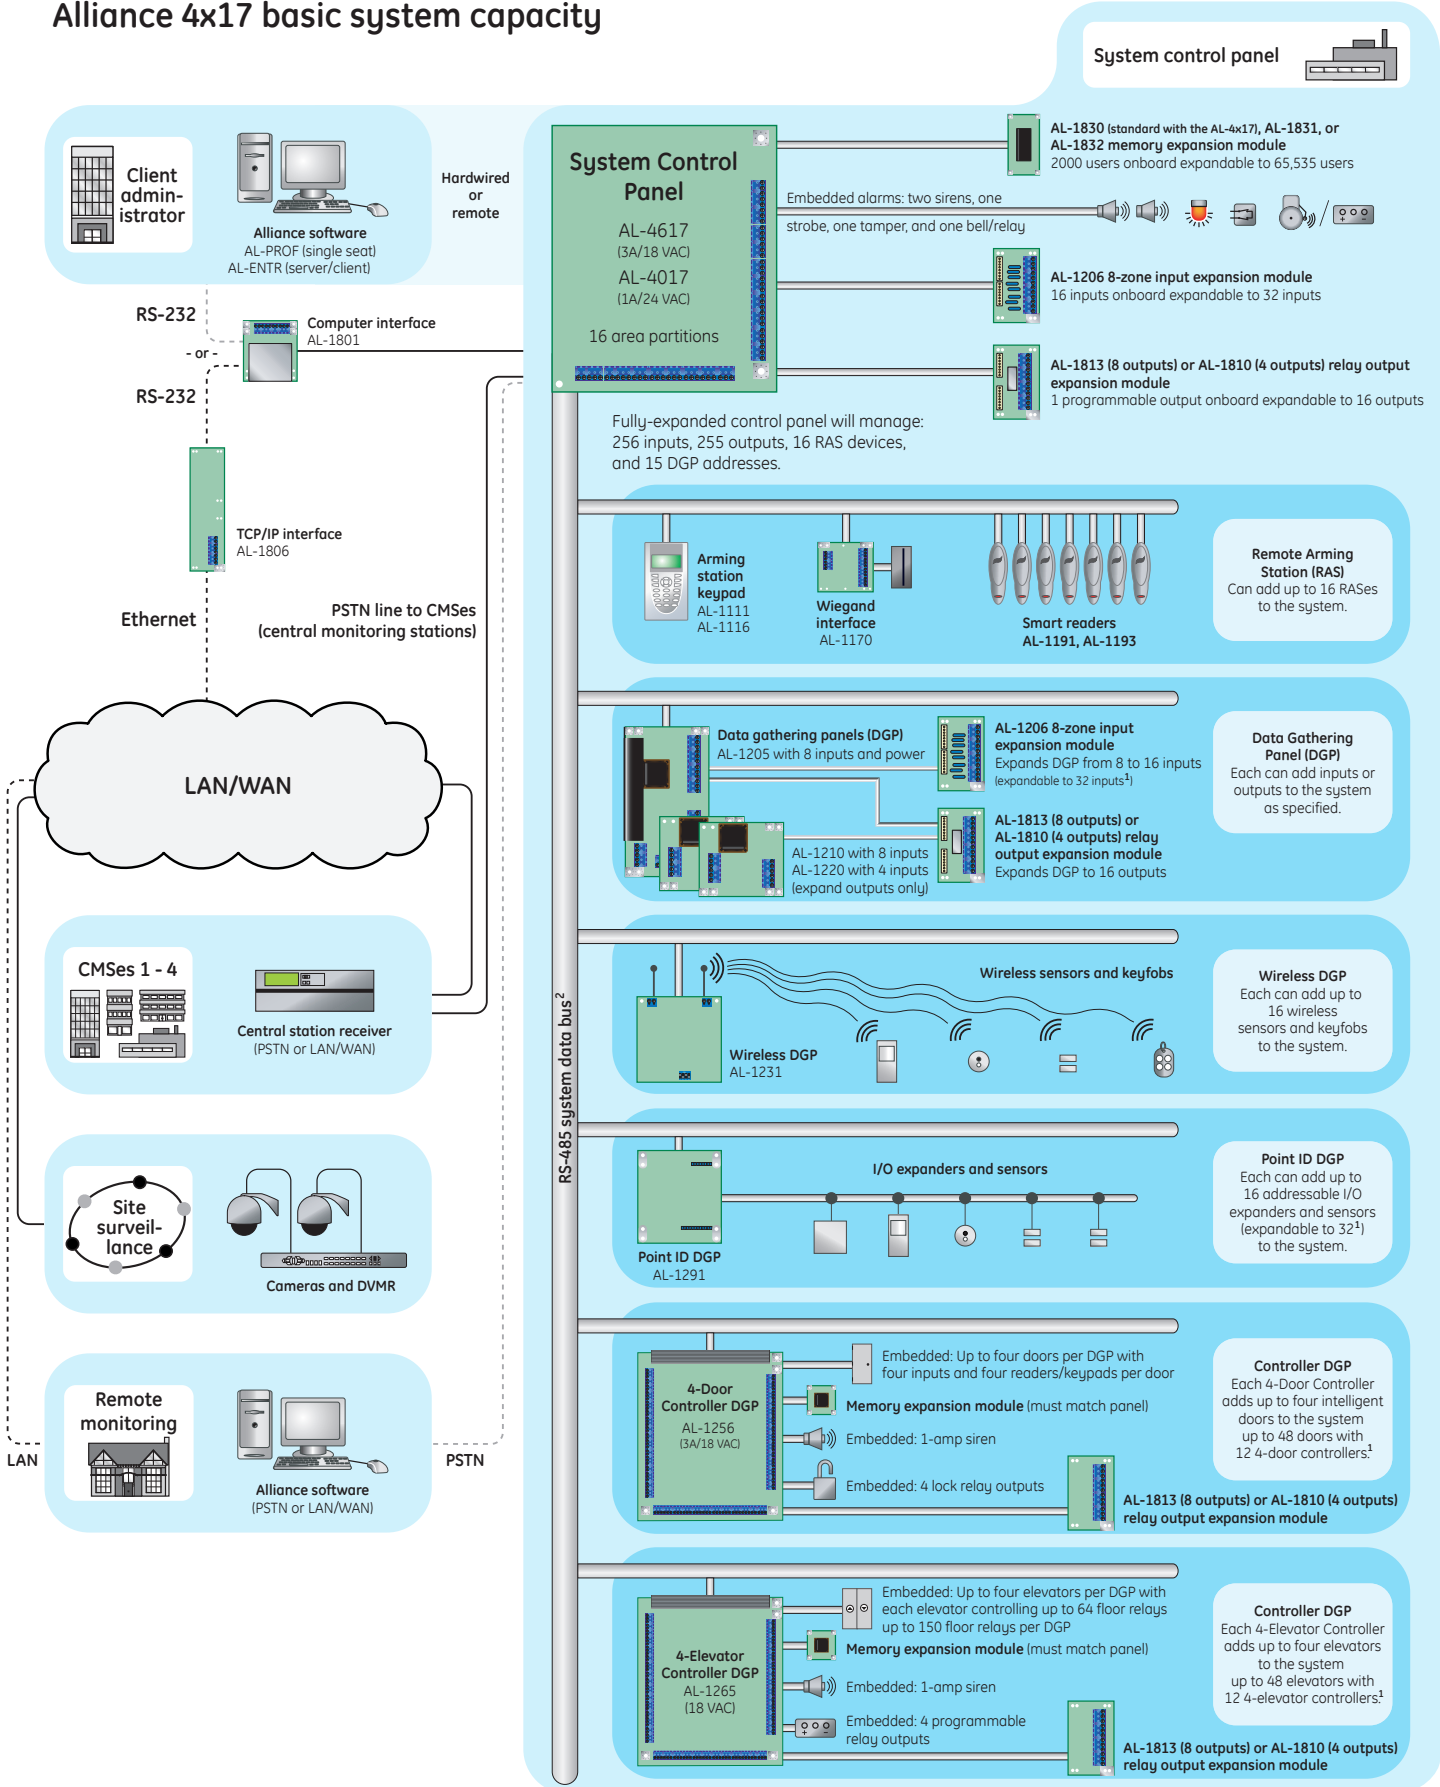 Alliance 4x17 basic system capacity
System control panel
Client
admin-
istrator
Alliance software
AL-PROF (single seat)
AL-ENTR (server/client)
Hardwired
or
remote
RS-232
- or -
RS-232
Computer interface
AL-1801
TCP/IP interface
AL-1806
Ethernet
PSTN line to CMSes
(central monitoring stations)
LAN/WAN
CMSes 1 - 4
Central station receiver
(PSTN or LAN/WAN)
Site
surveil-
lance
Cameras and DVMR
Remote
monitoring
Alliance software
(PSTN or LAN/WAN)
LAN
PSTN
System Control
Panel
AL-4617
(3A/18 VAC)
AL-4017
(1A/24 VAC)
16 area partitions
AL-1830 (standard with the AL-4x17), AL-1831, or
AL-1832 memory expansion module
2000 users onboard expandable to 65,535 users
Embedded alarms: two sirens, one
strobe, one tamper, and one bell/relay
AL-1206 8-zone input expansion module
16 inputs onboard expandable to 32 inputs
AL-1813 (8 outputs) or AL-1810 (4 outputs) relay output
expansion module
1 programmable output onboard expandable to 16 outputs
Fully-expanded control panel will manage:
256 inputs, 255 outputs, 16 RAS devices,
and 15 DGP addresses.
RS-485 system data bus²
Arming
station
keypad
AL-1111
AL-1116
Wiegand
interface
AL-1170
Smart readers
AL-1191, AL-1193
Remote Arming
Station (RAS)
Can add up to 16 RASes
to the system.
Data gathering panels (DGP)
AL-1205 with 8 inputs and power
AL-1210 with 8 inputs
AL-1220 with 4 inputs
(expand outputs only)
AL-1206 8-zone input
expansion module
Expands DGP from 8 to 16 inputs
(expandable to 32 inputs¹)
AL-1813 (8 outputs) or
AL-1810 (4 outputs) relay
output expansion module
Expands DGP to 16 outputs
Data Gathering
Panel (DGP)
Each can add inputs or
outputs to the system
as specified.
Wireless sensors and keyfobs
Wireless DGP
AL-1231
Wireless DGP
Each can add up to
16 wireless
sensors and keyfobs
to the system.
I/O expanders and sensors
Point ID DGP
AL-1291
Point ID DGP
Each can add up to
16 addressable I/O
expanders and sensors
(expandable to 32¹)
to the system.
4-Door
Controller DGP
AL-1256
(3A/18 VAC)
Embedded: Up to four doors per DGP with
four inputs and four readers/keypads per door
Memory expansion module (must match panel)
Embedded: 1-amp siren
Embedded: 4 lock relay outputs
AL-1813 (8 outputs) or AL-1810 (4 outputs)
relay output expansion module
Controller DGP
Each 4-Door Controller
adds up to four intelligent
doors to the system
up to 48 doors with
12 4-door controllers.¹
4-Elevator
Controller DGP
AL-1265
(18 VAC)
Embedded: Up to four elevators per DGP with
each elevator controlling up to 64 floor relays
up to 150 floor relays per DGP
Memory expansion module (must match panel)
Embedded: 1-amp siren
Embedded: 4 programmable
relay outputs
AL-1813 (8 outputs) or AL-1810 (4 outputs)
relay output expansion module
Controller DGP
Each 4-Elevator Controller
adds up to four elevators
to the system
up to 48 elevators with
12 4-elevator controllers.¹